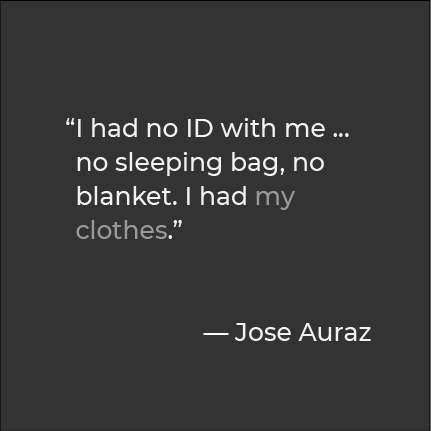 “I had no ID with me ...
no sleeping bag, no
blanket. I had my
clothes.”
— Jose Auraz